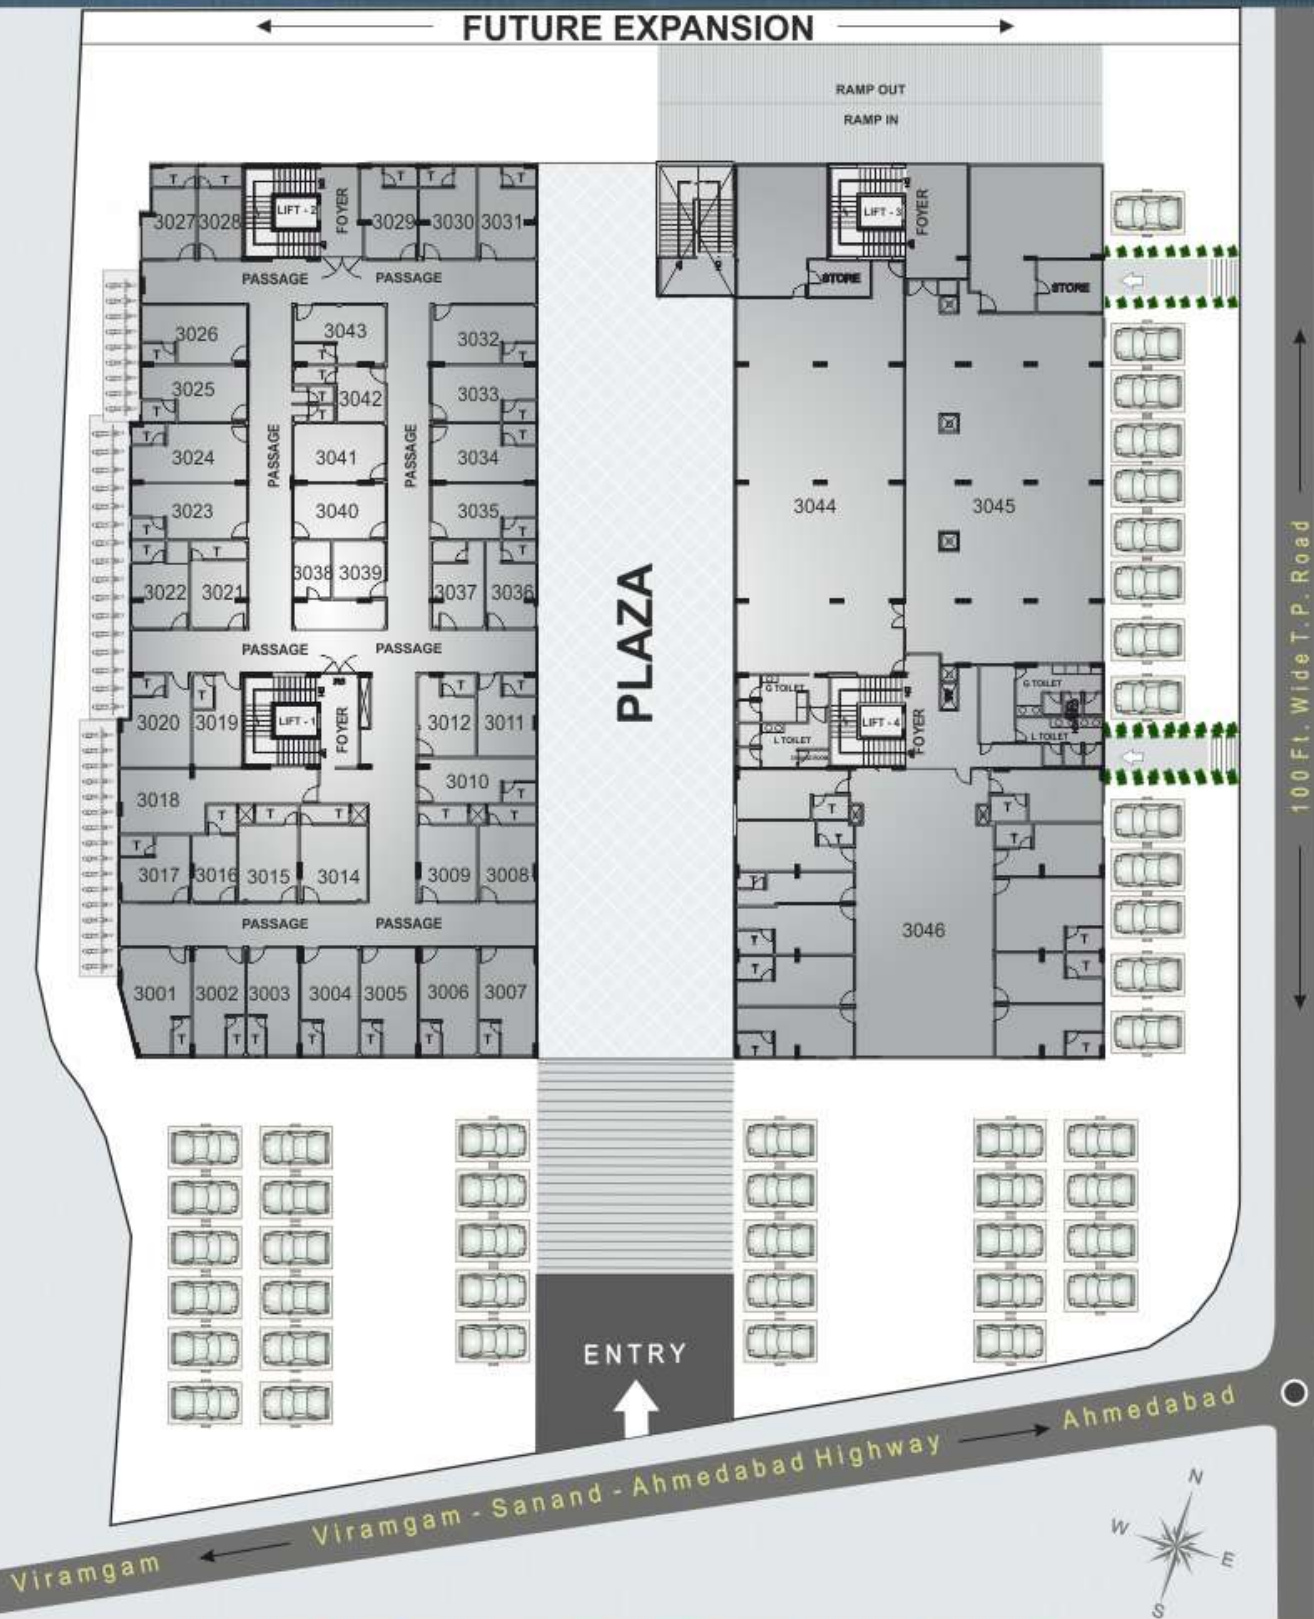 FUTURE EXPANSION
RAMP OUT
RAMP IN
T T T T T
3027 3028 LIFT - 2 FOYER 3029 3030 3031
LIFT - 3 FOYER
PASSAGE PASSAGE
STORE STORE
3026 3043 3032
T T T
3025 T 3042 3033
T T T T
T T
3024 3041 3034
PASSAGE PASSAGE
3023 3040 3035
T T
3044 3045
T T T
3022 3021 3038 3039 3037 3036
PLAZA
PASSAGE PASSAGE
T T T T
3020 3019 LIFT - 1 FOYER 3012 3011
G TOILET LIFT - 4 FOYER G TOILET
L TOILET L TOILET
3010
T
3018
T T T T T
T T
T T
T
3017 3016 3015 3014 3009 3008
PASSAGE PASSAGE
3046
T T
T T
3001 3002 3003 3004 3005 3006 3007
T T T T T T T
T T
100 Ft. Wide T.P. Road
ENTRY
Viramgam Viramgam - Sanand - Ahmedabad Highway Ahmedabad
N
W
E
S